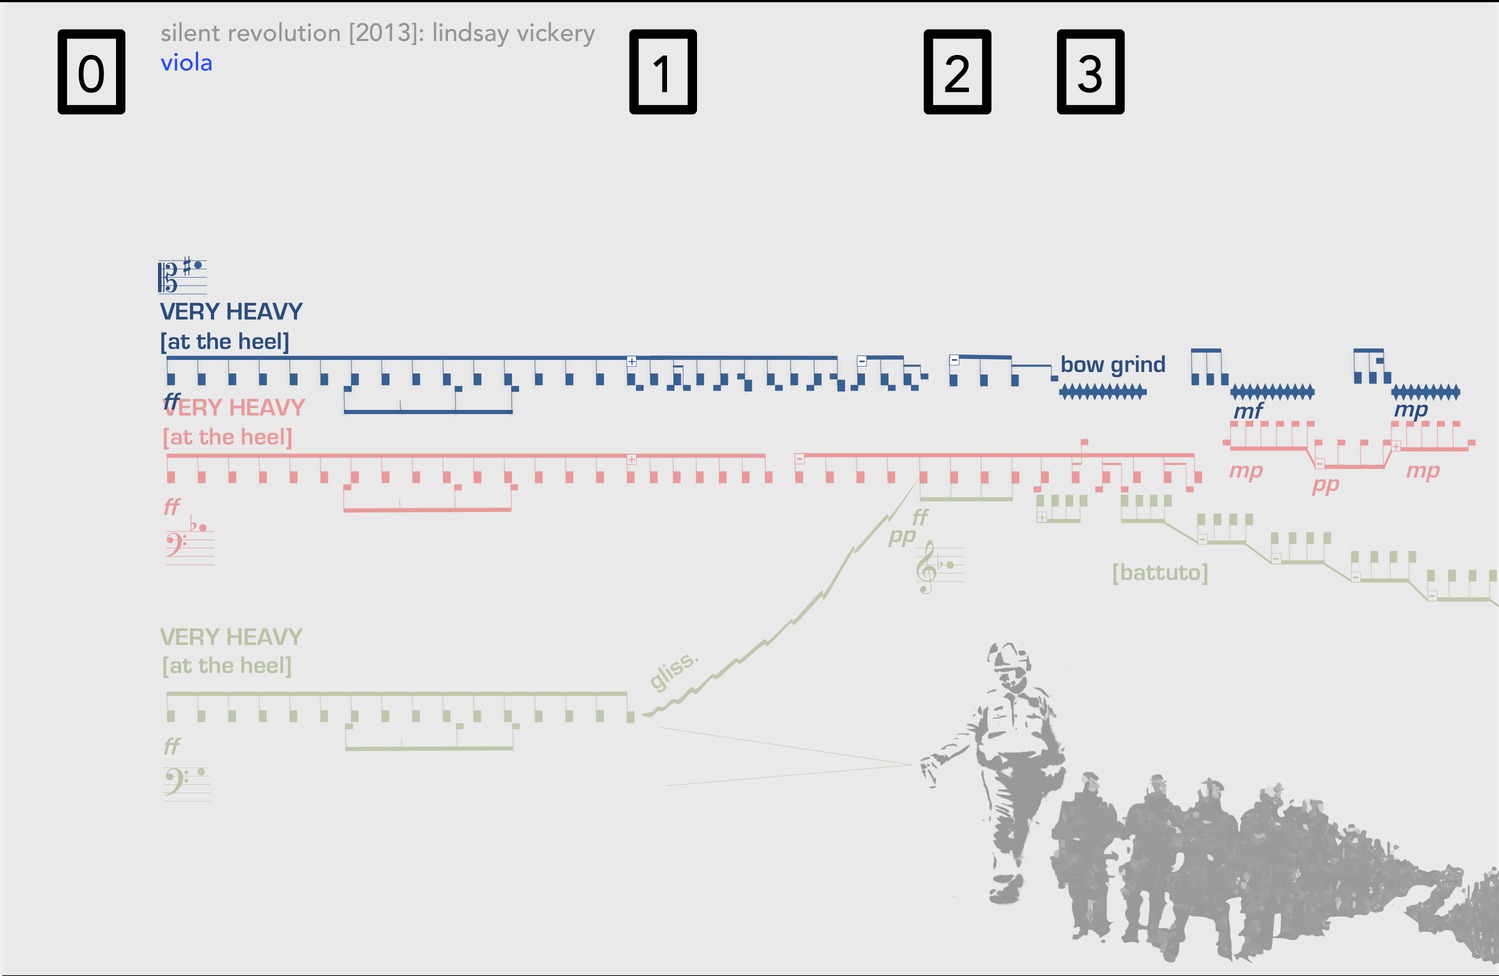 silent revolution [2013]: lindsay vickery
viola
0
1
2
3
VERY HEAVY
[at the heel]
ff
bow grind
mf
mp
VERY HEAVY
[at the heel]
ff
mp
pp
mp
ff
pp
[battuto]
VERY HEAVY
[at the heel]
gliss.
ff